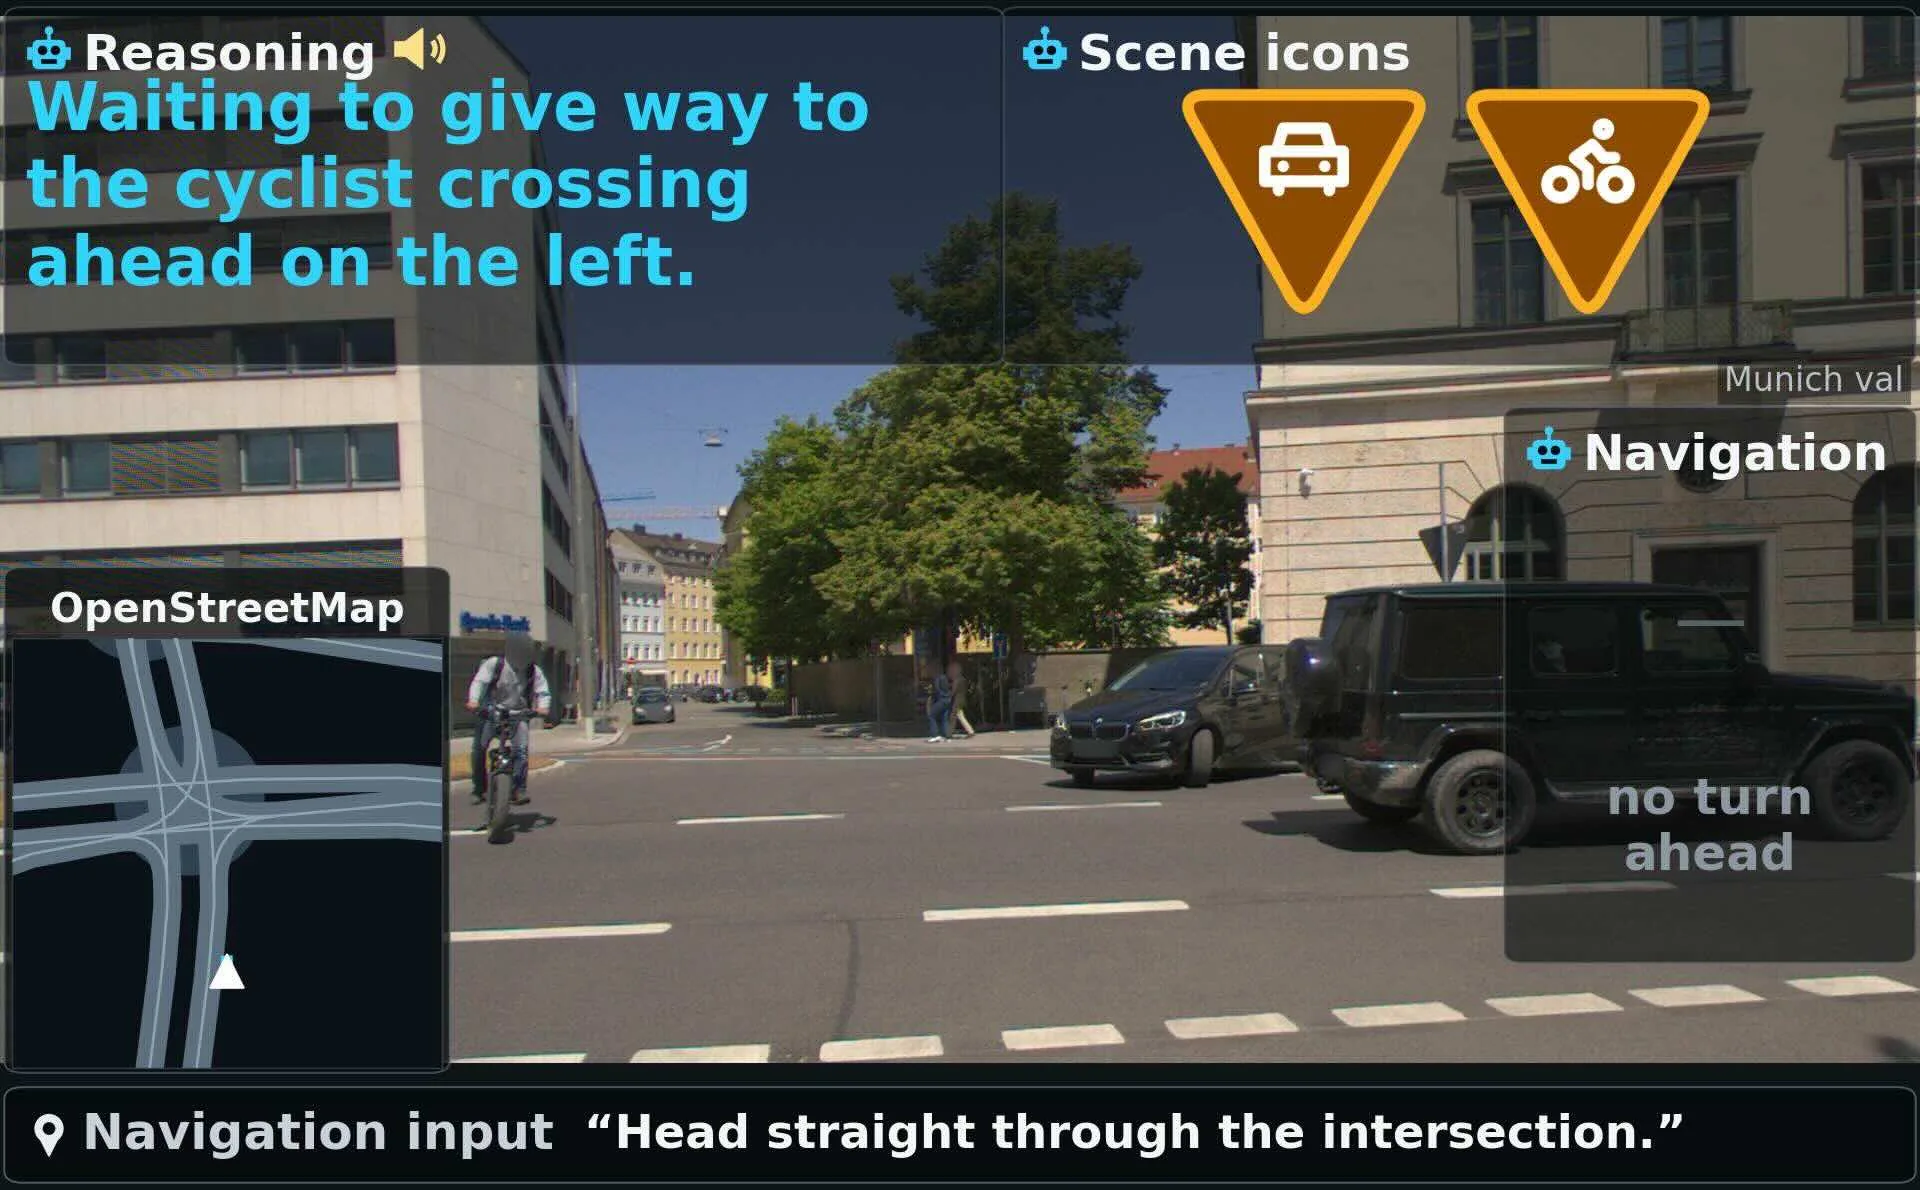 Reasoning
Waiting to give way to
the cyclist crossing
ahead on the left.
Scene icons
Munich val
Navigation
no turn
ahead
OpenStreetMap
Navigation input “Head straight through the intersection.”